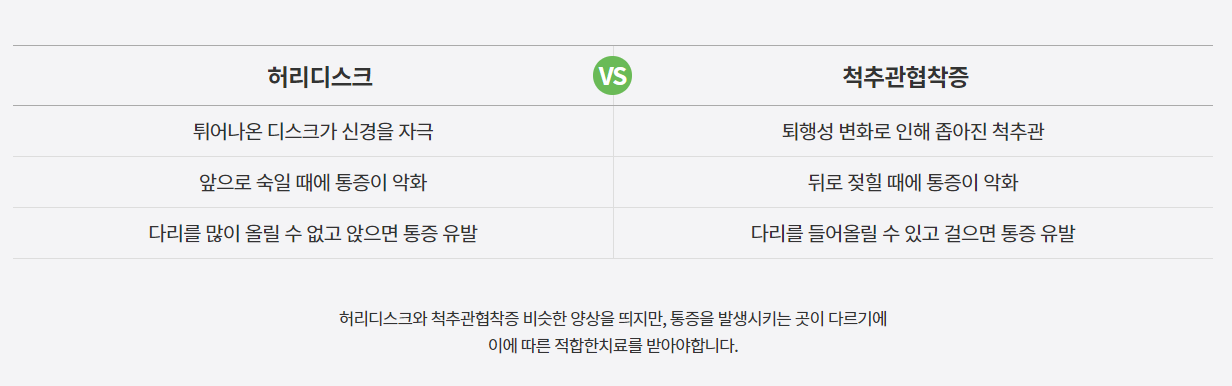 허리디스크 VS 척추관협착증
튀어나온 디스크가 신경을 자극 퇴행성 변화로 인해 좁아진 척추관
앞으로 숙일 때에 통증이 악화 뒤로 젖힐 때에 통증이 악화
다리를 많이 올릴 수 없고 앉으면 통증 유발 다리를 들어올릴 수 있고 걸으면 통증 유발
허리디스크와 척추관협착증 비슷한 양상을 띄지만, 통증을 발생시키는 곳이 다르기에
이에 따른 적합한치료를 받아야합니다.